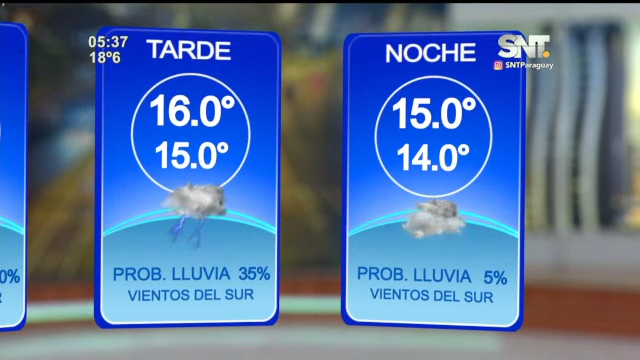 05:37
18°6
TARDE
16.0°
15.0°
PROB. LLUVIA 35%
VIENTOS DEL SUR
NOCHE
15.0°
14.0°
PROB. LLUVIA 5%
VIENTOS DEL SUR
SNT.
SNTParaguay
0%